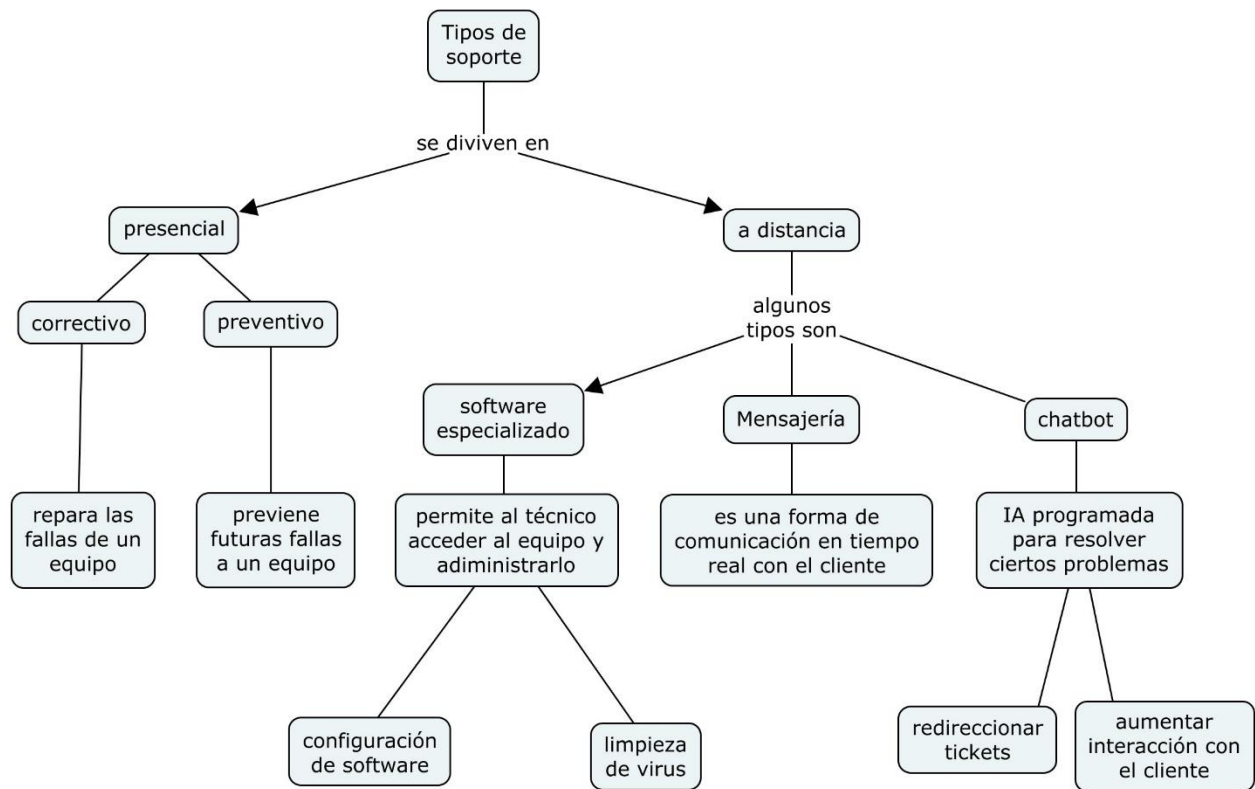 Tipos de
soporte
se diviven en
presencial
a distancia
correctivo
preventivo
algunos
tipos son
software
especializado
Mensajería
chatbot
repara las
fallas de un
equipo
previene
futuras fallas
a un equipo
permite al técnico
acceder al equipo y
adiministrarlo
es una forma de
comunicación en tiempo
real con el cliente
IA programada
para resolver
ciertos problemas
configuración
de software
limpieza
de virus
redireccionar
tickets
aumentar
interacción con
el cliente